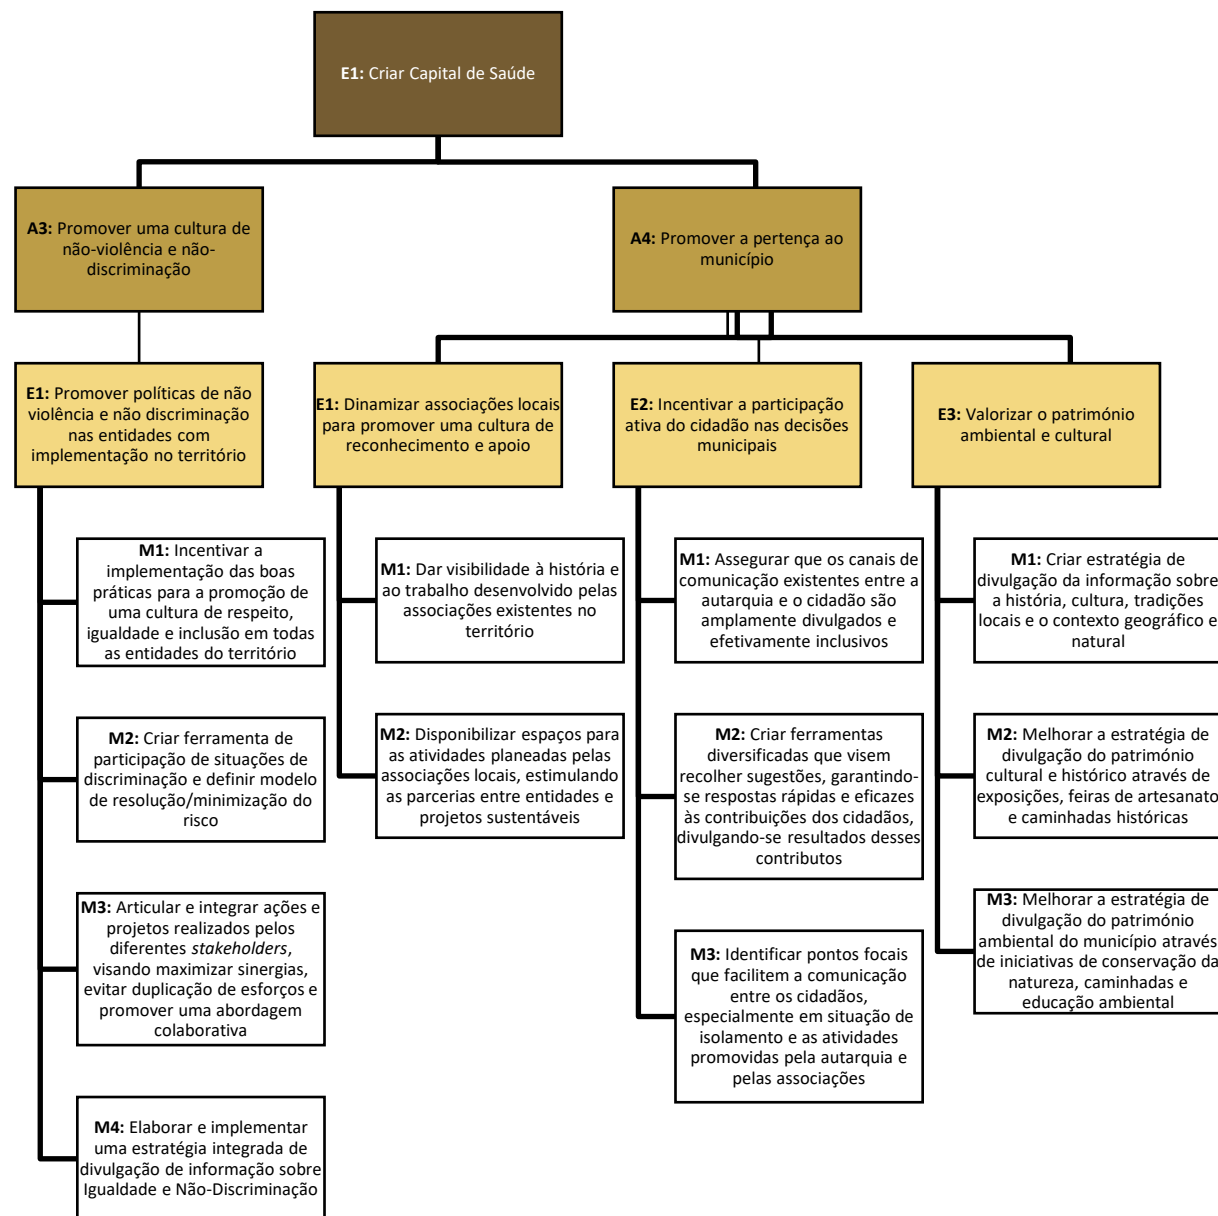 E1: Criar Capital de Saúde
A3: Promover uma cultura de
não-violência e não-
discriminação
A4: Promover a pertença ao
município
E1: Promover políticas de não
violência e não discriminação
nas entidades com
implementação no território
E1: Dinamizar associações locais
para promover uma cultura de
reconhecimento e apoio
E2: Incentivar a participação
ativa do cidadão nas decisões
municipais
E3: Valorizar o património
ambiental e cultural
M1: Incentivar a
implementação das boas
práticas para a promoção de
uma cultura de respeito,
igualdade e inclusão em todas
as entidades do território
M2: Criar ferramenta de
participação de situações de
discriminação e definir modelo
de resolução/minimização do
risco
M3: Articular e integrar ações e
projetos realizados pelos
diferentes stakeholders,
visando maximizar sinergias,
evitar duplicação de esforços e
promover uma abordagem
colaborativa
M4: Elaborar e implementar
uma estratégia integrada de
divulgação de informação sobre
Igualdade e Não-Discriminação
M1: Dar visibilidade à história e
ao trabalho desenvolvido pelas
associações existentes no
território
M2: Disponibilizar espaços para
as atividades planeadas pelas
associações locais, estimulando
as parcerias entre entidades e
projetos sustentáveis
M1: Assegurar que os canais de
comunicação existentes entre a
autarquia e o cidadão são
amplamente divulgados e
efetivamente inclusivos
M2: Criar ferramentas
diversificadas que visem
recolher sugestões, garantindo-
se respostas rápidas e eficazes
às contribuições dos cidadãos,
divulgando-se resultados desses
contributos
M3: Identificar pontos focais
que facilitem a comunicação
entre os cidadãos,
especialmente em situação de
isolamento e as atividades
promovidas pela autarquia e
pelas associações
M1: Criar estratégia de
divulgação da informação sobre
a história, cultura, tradições
locais e o contexto geográfico e
natural
M2: Melhorar a estratégia de
divulgação do património
cultural e histórico através de
exposições, feiras de artesanato
e caminhadas históricas
M3: Melhorar a estratégia de
divulgação do património
ambiental do município através
de iniciativas de conservação da
natureza, caminhadas e
educação ambiental